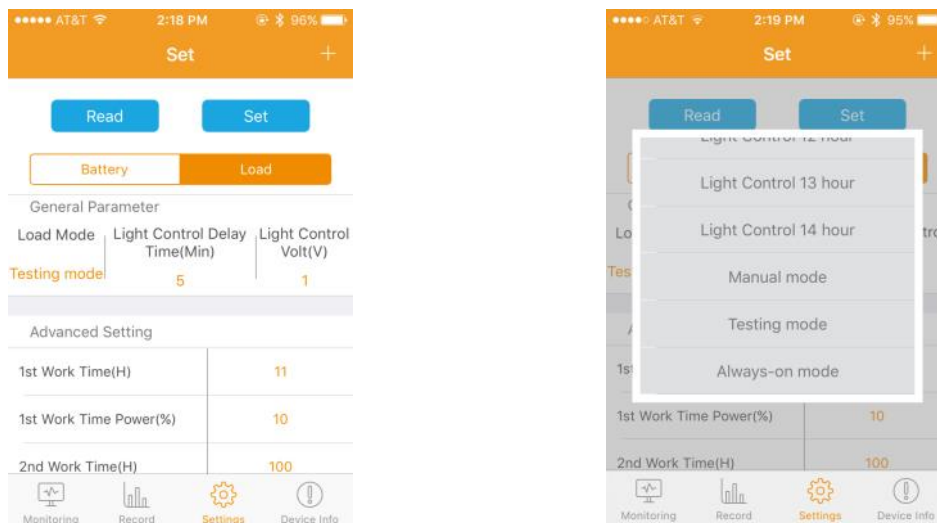 AT&T 2:18 PM 96%
Set +
Read Set
Battery Load
General Parameter
Load Mode Light Control Delay Time(Min) Light Control Volt(V)
Testing mode 5 1
Advanced Setting
1st Work Time(H) 11
1st Work Time Power(%) 10
2nd Work Time(H) 100
Monitoring Record Settings Device Info
AT&T 2:19 PM 95%
Set +
Read Set
Light Control 12 hour
Light Control 13 hour
Light Control 14 hour
Manual mode
Testing mode
Always-on mode
1st Work Time Power(%) 10
2nd Work Time(H) 100
Monitoring Record Settings Device Info